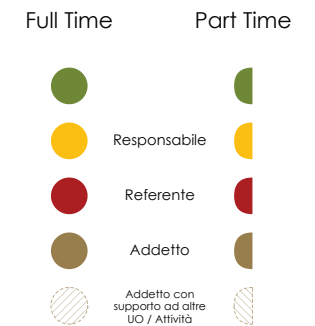 Full Time Part Time
Responsabile
Referente
Addetto
Addetto con
supporto ad altre
UO / Attività